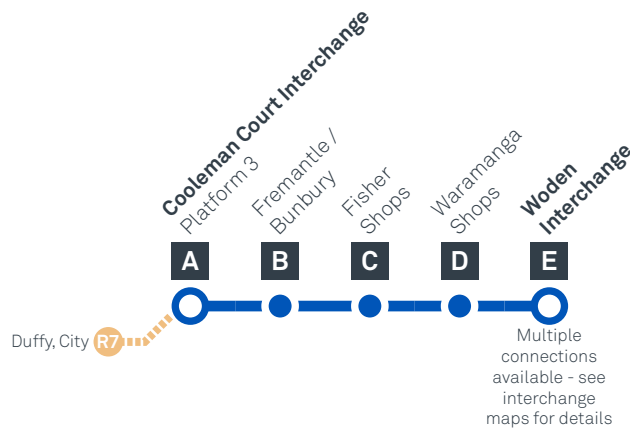 Cooleman Court Interchange
Platform 3
Fremantle /
Bunbury
Fisher
Shops
Waramanga
Shops
Woden
Interchange
A
B
C
D
E
Duffy, City R7
Multiple
connections
available - see
interchange
maps for details